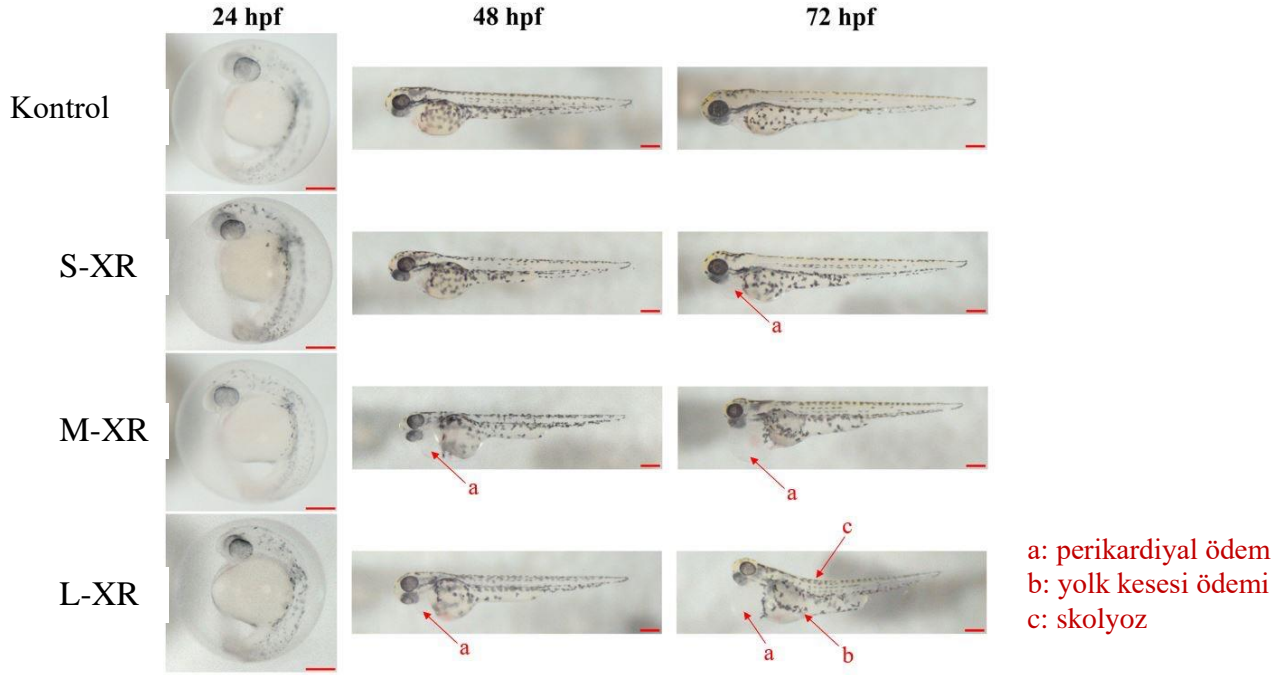 24 hpf 48 hpf 72 hpf
Kontrol
S-XR
a
M-XR
a
a
c
L-XR
a
a
b
a: perikardiyal ödem
b: yolk kesesi ödemi
c: skolyoz